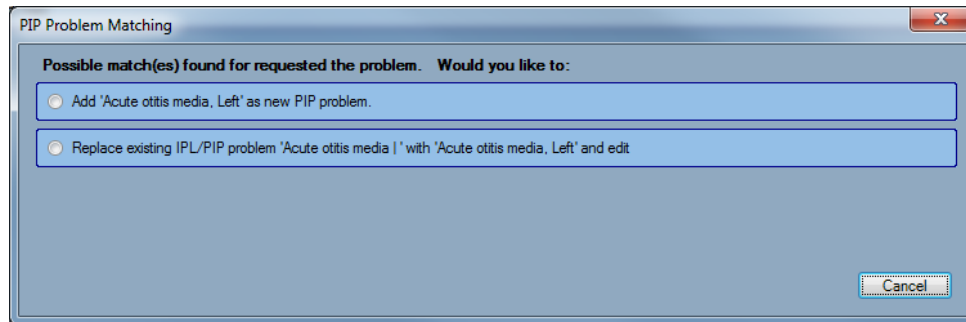 PIP Problem Matching
Possible match(es) found for requested the problem. Would you like to:
Add 'Acute otitis media, Left' as new PIP problem.
Replace existing IPL/PIP problem 'Acute otitis media | ' with 'Acute otitis media, Left' and edit
Cancel